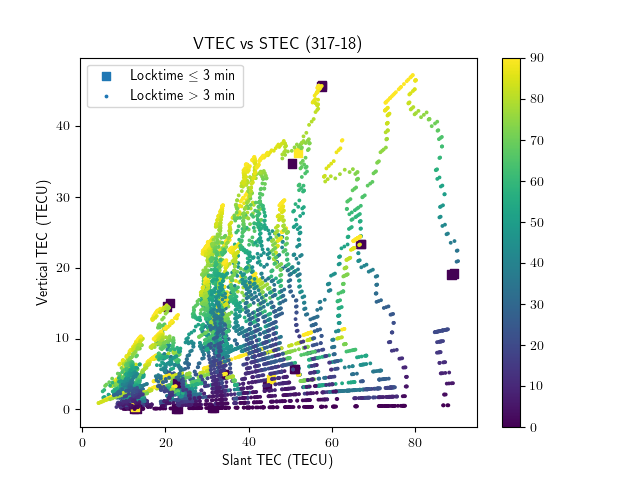 VTEC vs STEC (317-18)
Locktime ≤ 3 min
Locktime > 3 min
Vertical TEC (TECU)
40
30
20
10
0
0 20 40 60 80
Slant TEC (TECU)
90
80
70
60
50
40
30
20
10
0